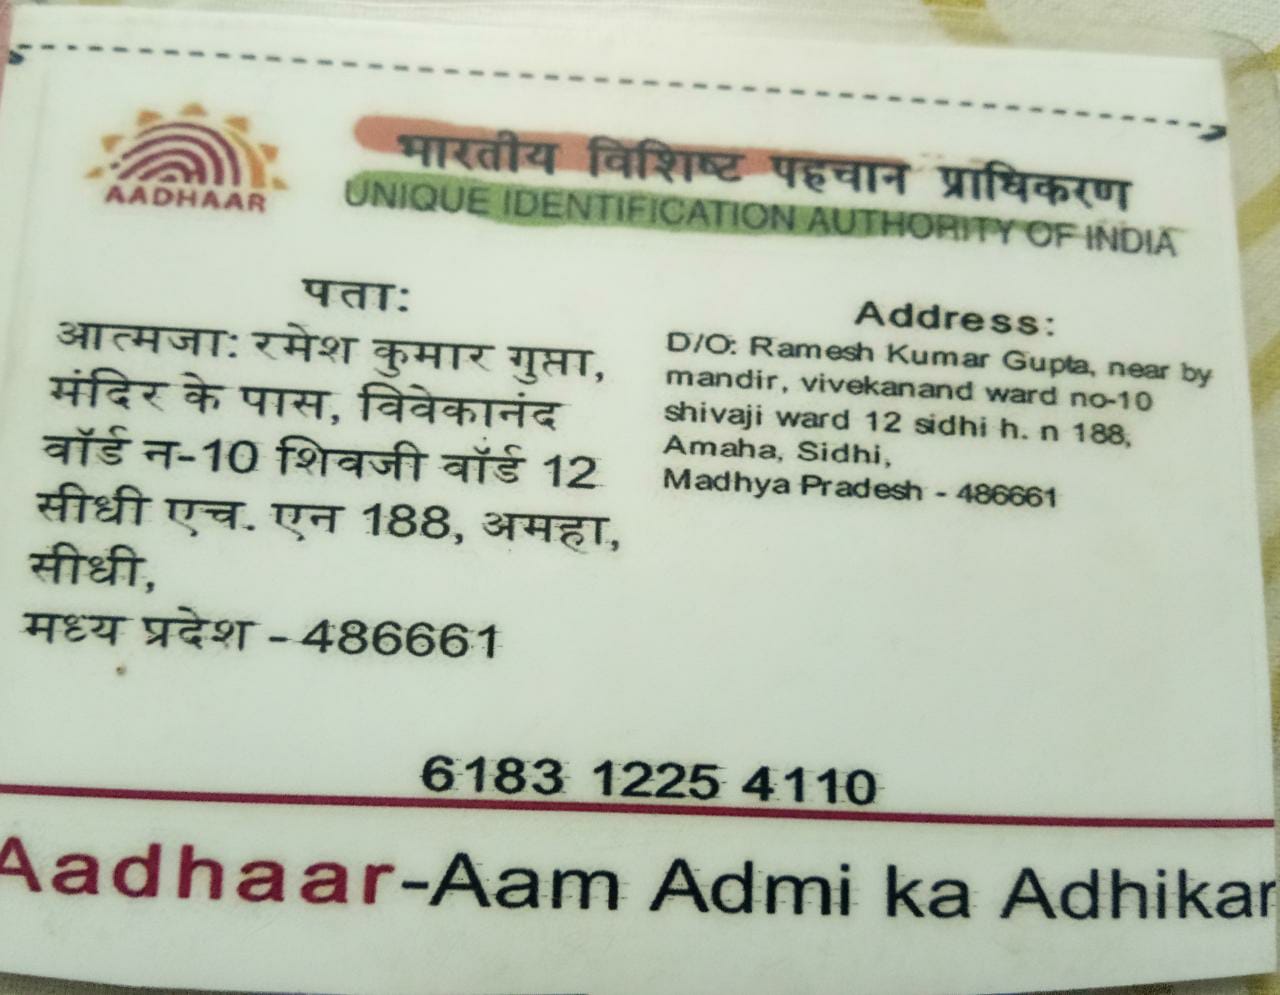 AADHAAR
भारतीय विशिष्ट पहचान प्राधिकरण
UNIQUE IDENTIFICATION AUTHORITY OF INDIA
पता:
आत्मजा: रमेश कुमार गुप्ता,
मंदिर के पास, विवेकानंद
वॉर्ड न-10 शिवजी वॉर्ड 12
सीधी एच. एन 188, अमहा,
सीधी,
मध्य प्रदेश - 486661
Address:
D/O: Ramesh Kumar Gupta, near by
mandir, vivekanand ward no-10
shivaji ward 12 sidhi h. n 188,
Amaha, Sidhi,
Madhya Pradesh - 486661
6183 1225 4110
Aadhaar-Aam Admi ka Adhikar